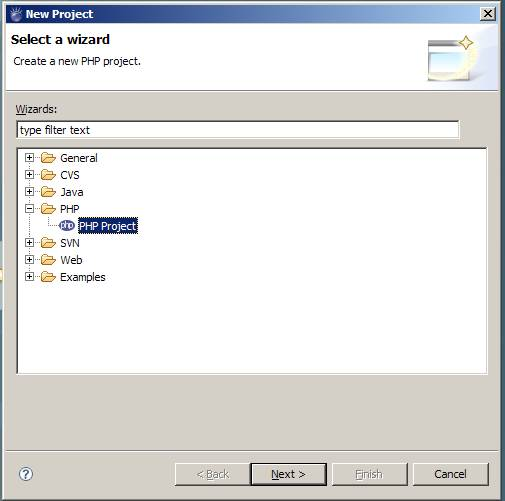 New Project
Select a wizard
Create a new PHP project.
Wizards:
type filter text
General
CVS
Java
PHP
php PHP Project
SVN
Web
Examples
? < Back Next > Finish Cancel